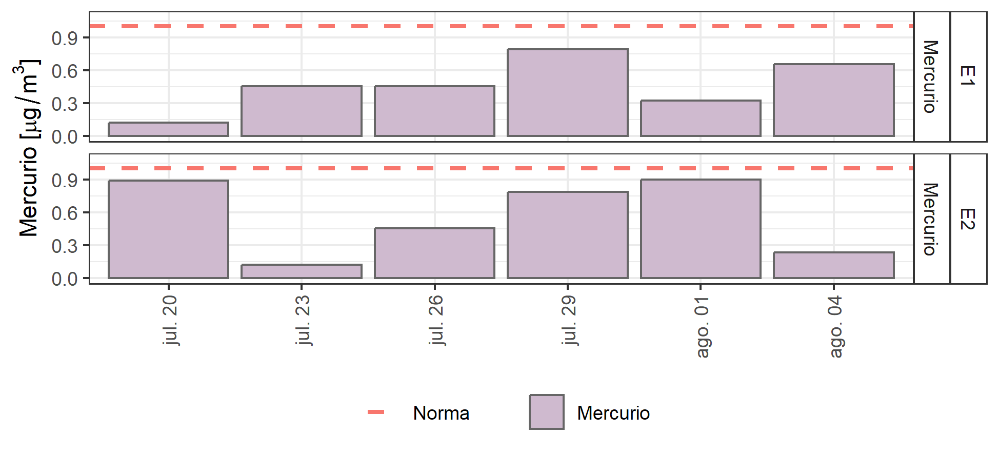 Mercurio [μg / m³]
0.9
0.6
0.3
0.0
Mercurio
E1
0.9
0.6
0.3
0.0
Mercurio
E2
jul. 20
jul. 23
jul. 26
jul. 29
ago. 01
ago. 04
Norma
Mercurio